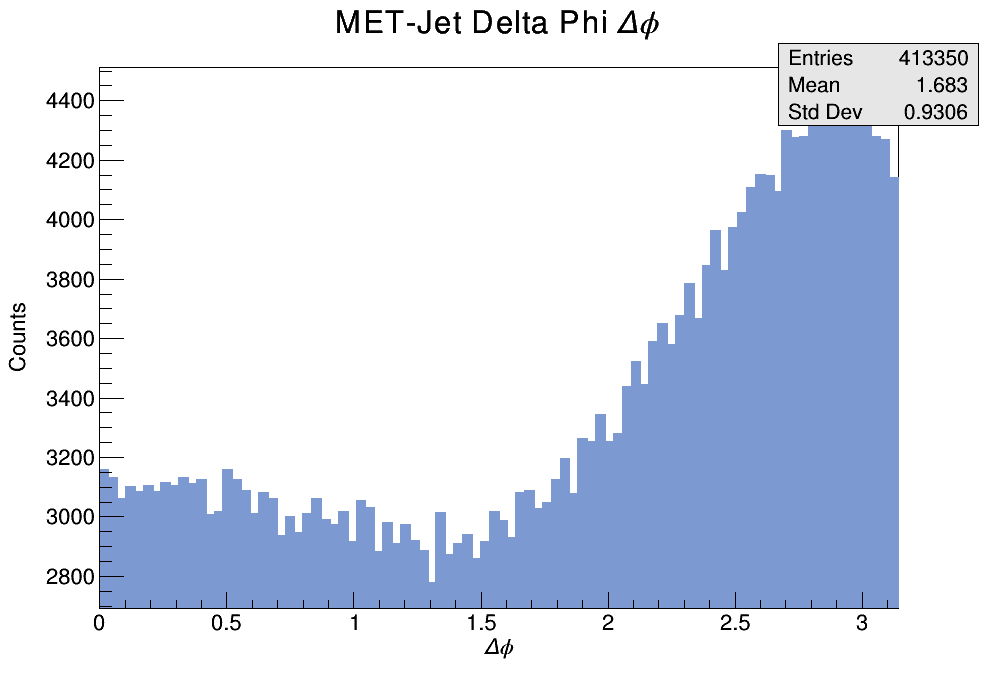 MET-Jet Delta Phi Δϕ
Entries 413350
Mean 1.683
Std Dev 0.9306
4400
4200
4000
3800
3600
3400
3200
3000
2800
Counts
0 0.5 1 1.5 2 2.5 3
Δϕ